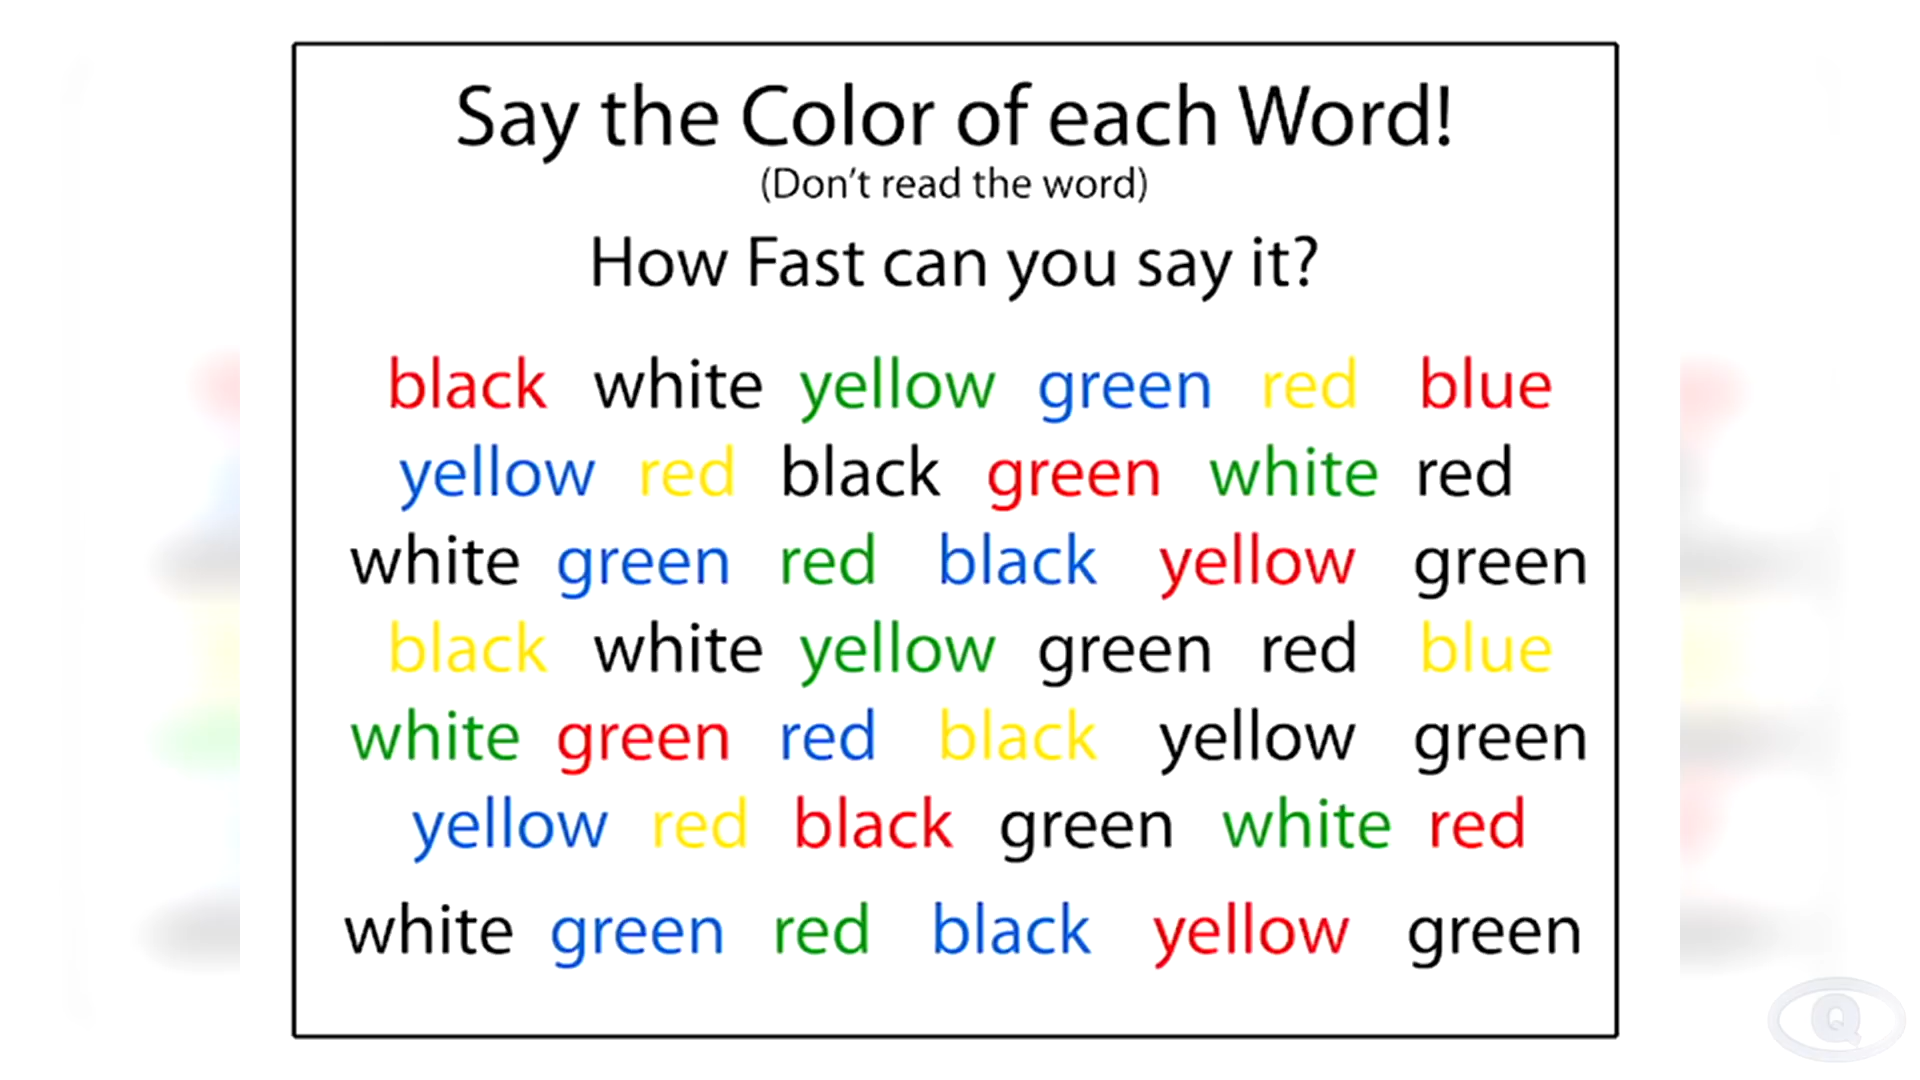 Say the Color of each Word!
(Don't read the word)
How Fast can you say it?
black white yellow green red blue
yellow red black green white red
white green red black yellow green
black white yellow green red blue
white green red black yellow green
yellow red black green white red
white green red black yellow green
Q